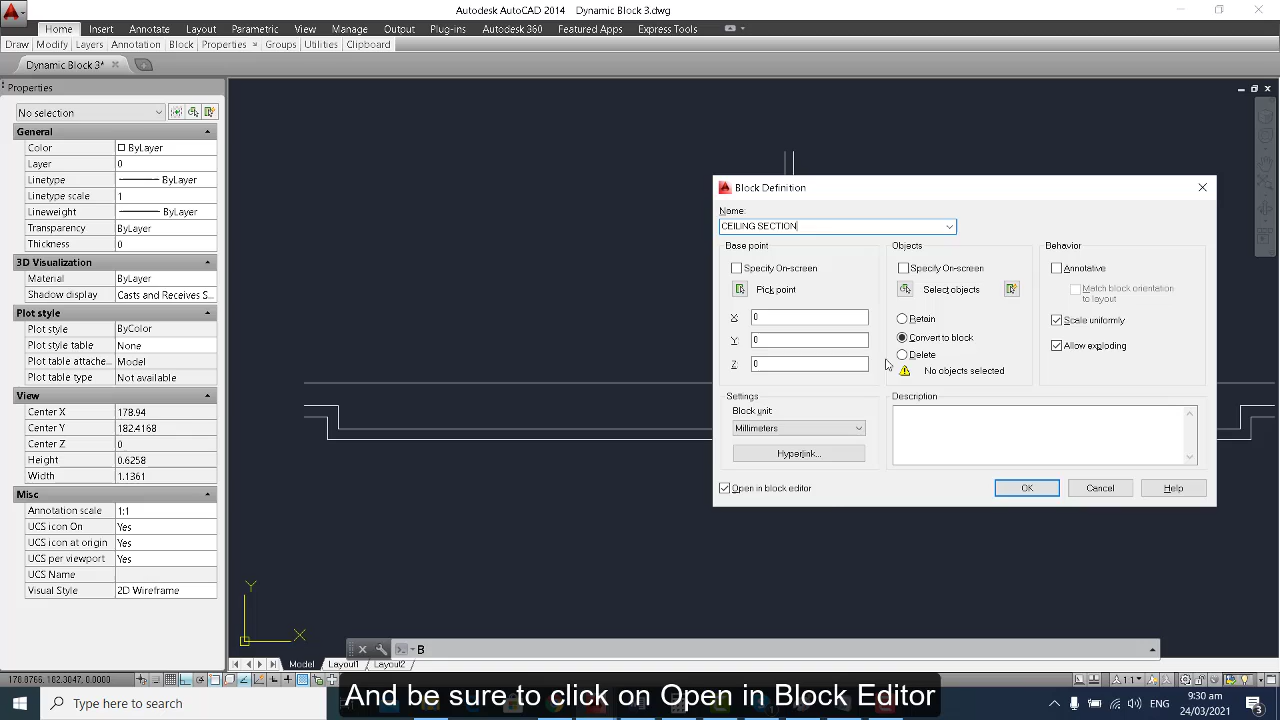 Autodesk AutoCAD 2014 Dynamic Block 3.dwg
Home Insert Annotate Layout Parametric View Manage Output Plug-ins Autodesk 360 Featured Apps Express Tools
Draw Modify Layers Annotation Block Properties Groups Utilities Clipboard
Dynamic Block 3*
Properties
No selection
General
Color ByLayer
Layer 0
Linetype ByLayer
Linetype scale 1
Lineweight ByLayer
Transparency ByLayer
Thickness 0
3D Visualization
Material ByLayer
Shadow display Casts and Receives S...
Plot style
Plot style ByColor
Plot style table None
Plot table attache... Model
Plot table type Not available
View
Center X 178.94
Center Y 182.4168
Center Z 0
Height 0.6258
Width 1.1361
Misc
Annotation scale 1:1
UCS icon On Yes
UCS icon at origin Yes
UCS per viewport Yes
UCS Name
Visual Style 2D Wireframe
Block Definition
Name:
CEILING SECTION
Base point
Specify On-screen
Pick point
X: 0
Y: 0
Z: 0
Objects
Specify On-screen
Select objects
Retain
Convert to block
Delete
No objects selected
Behavior
Annotative
Match block orientation
to layout
Scale uniformly
Allow exploding
Settings
Block unit
Millimeters
Hyperlink...
Description
Open in block editor
OK Cancel Help
Y
X
B
Model Layout1 Layout2
178.8766, 182.3047, 0.0000
1:1
And be sure to click on Open in Block Editor
Type here to search
ENG
9:30 am
24/03/2021